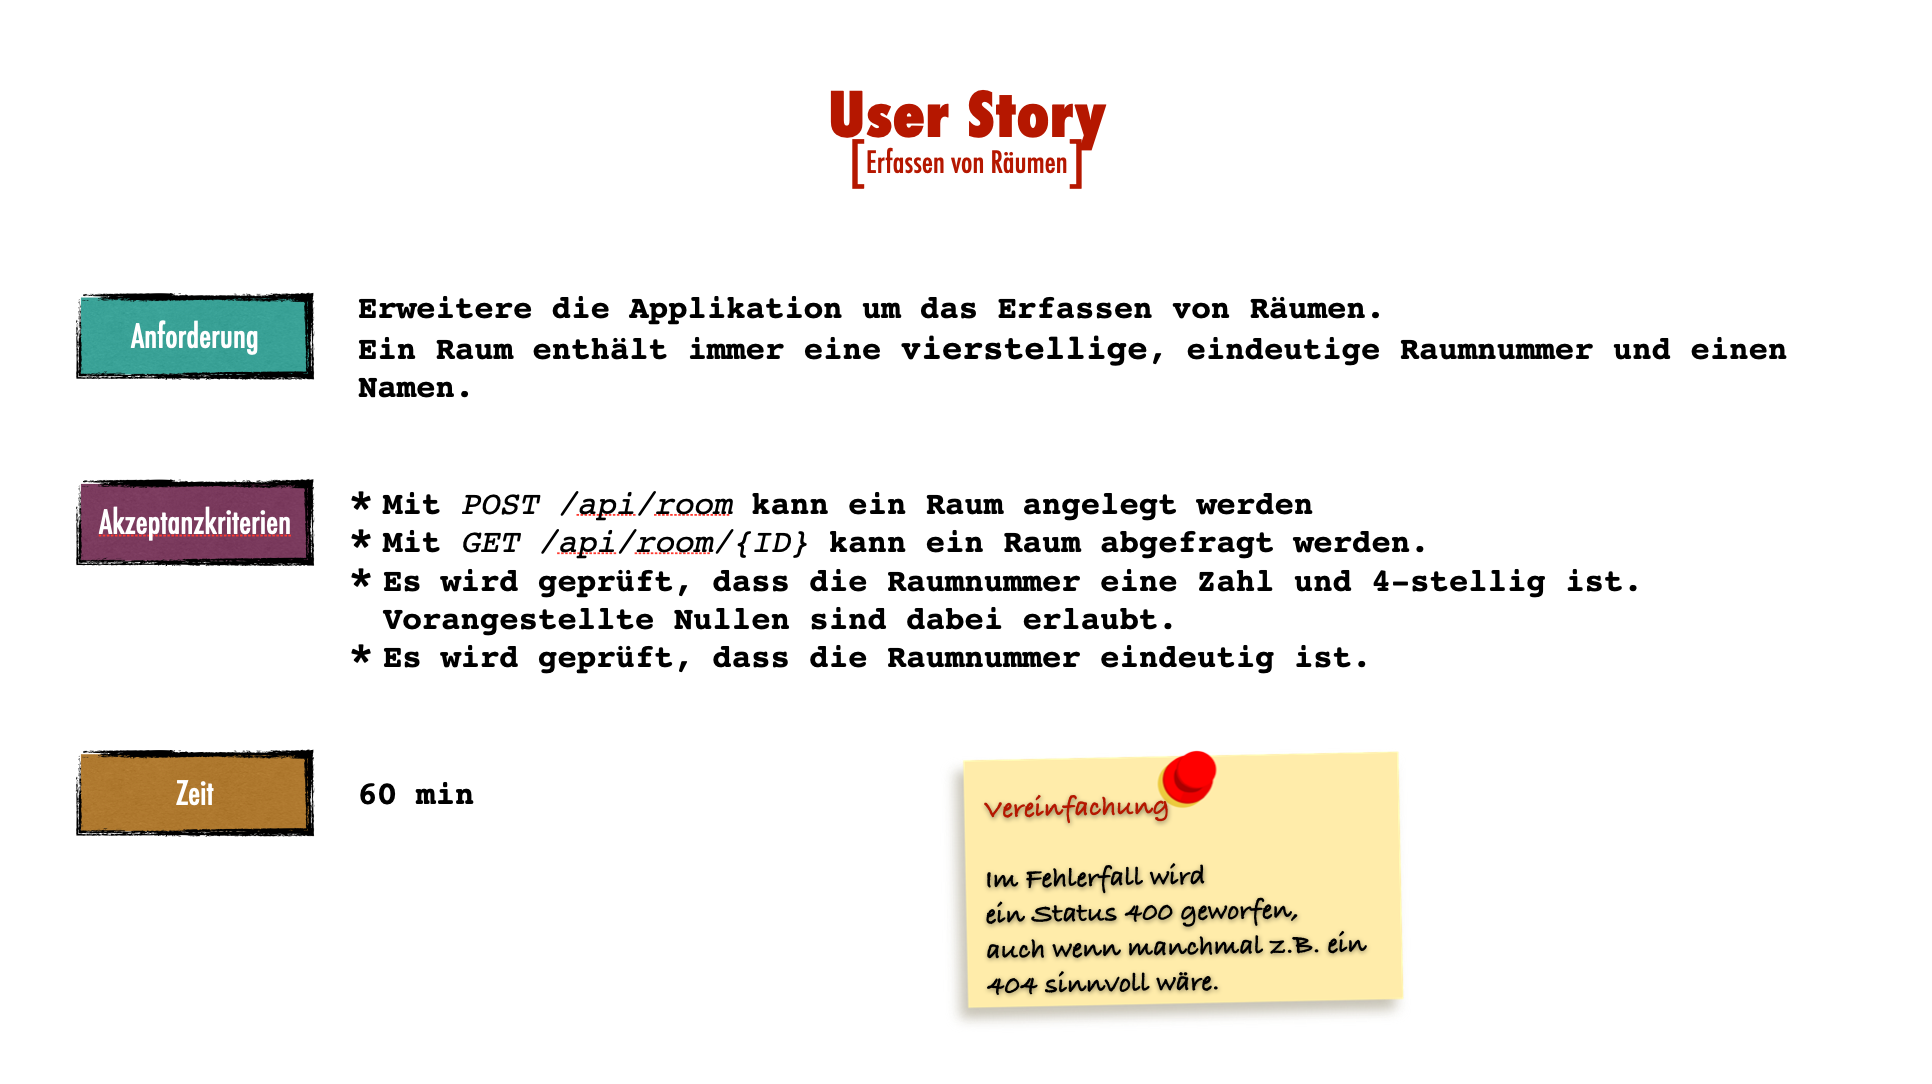 User Story
[Erfassen von Räumen]
Anforderung
Erweitere die Applikation um das Erfassen von Räumen.
Ein Raum enthält immer eine vierstellige, eindeutige Raumnummer und einen
Namen.
Akzeptanzkriterien
* Mit POST /api/room kann ein Raum angelegt werden
* Mit GET /api/room/{ID} kann ein Raum abgefragt werden.
* Es wird geprüft, dass die Raumnummer eine Zahl und 4-stellig ist.
Vorangestellte Nullen sind dabei erlaubt.
* Es wird geprüft, dass die Raumnummer eindeutig ist.
Zeit
60 min
Vereinfachung
Im Fehlerfall wird
ein Status 400 geworfen,
auch wenn manchmal z.B. ein
404 sinnvoll wäre.